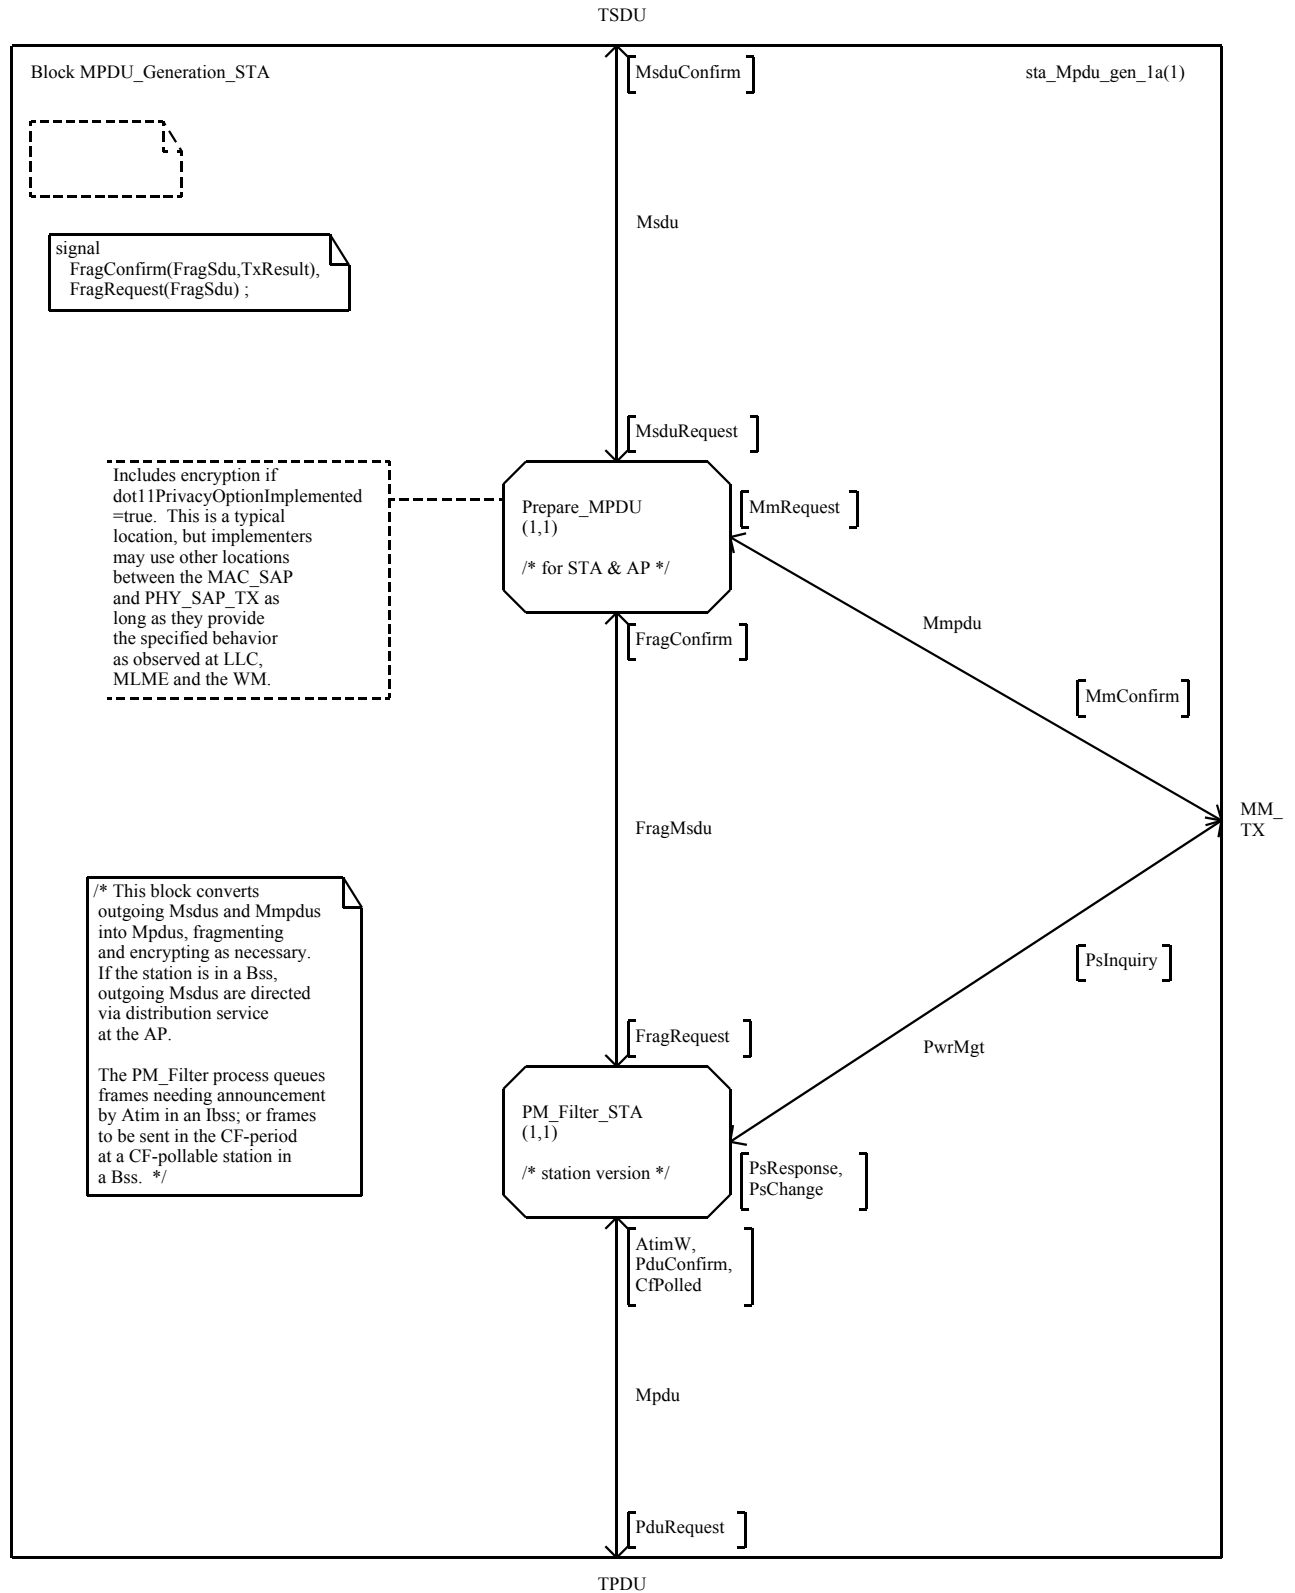 TSDU
Block MPDU_Generation_STA
MsduConfirm
sta_Mpdu_gen_1a(1)
Msdu
signal
FragConfirm(FragSdu,TxResult),
FragRequest(FragSdu) ;
MsduRequest
Includes encryption if
dot11PrivacyOptionImplemented
=true.  This is a typical
location, but implementers
may use other locations
between the MAC_SAP
and PHY_SAP_TX as
long as they provide
the specified behavior
as observed at LLC,
MLME and the WM.
Prepare_MPDU
(1,1)
/* for STA & AP */
MmRequest
FragConfirm
Mmpdu
MmConfirm
FragMsdu
MM_
TX
/* This block converts
outgoing Msdus and Mmpdus
into Mpdus, fragmenting
and encrypting as necessary.
If the station is in a Bss,
outgoing Msdus are directed
via distribution service
at the AP.
The PM_Filter process queues
frames needing announcement
by Atim in an Ibss; or frames
to be sent in the CF-period
at a CF-pollable station in
a Bss.  */
PsInquiry
FragRequest
PwrMgt
PM_Filter_STA
(1,1)
/* station version */
PsResponse,
PsChange
AtimW,
PduConfirm,
CfPolled
Mpdu
PduRequest
TPDU